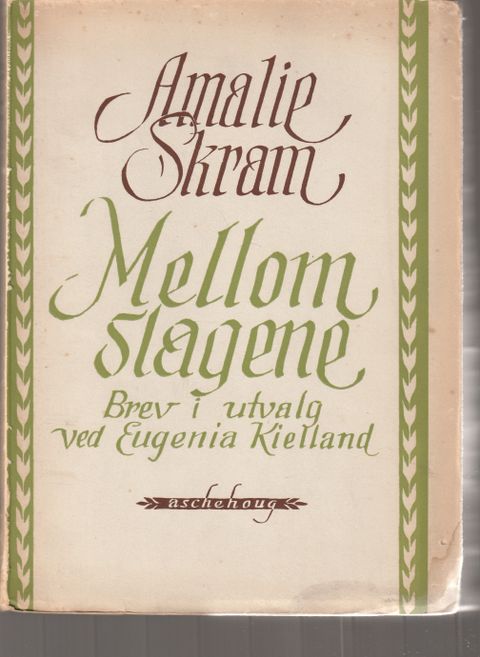 Amalie
Skram
Mellom
slagene
Brev i utvalg
ved Eugenia Kielland
aschehoug